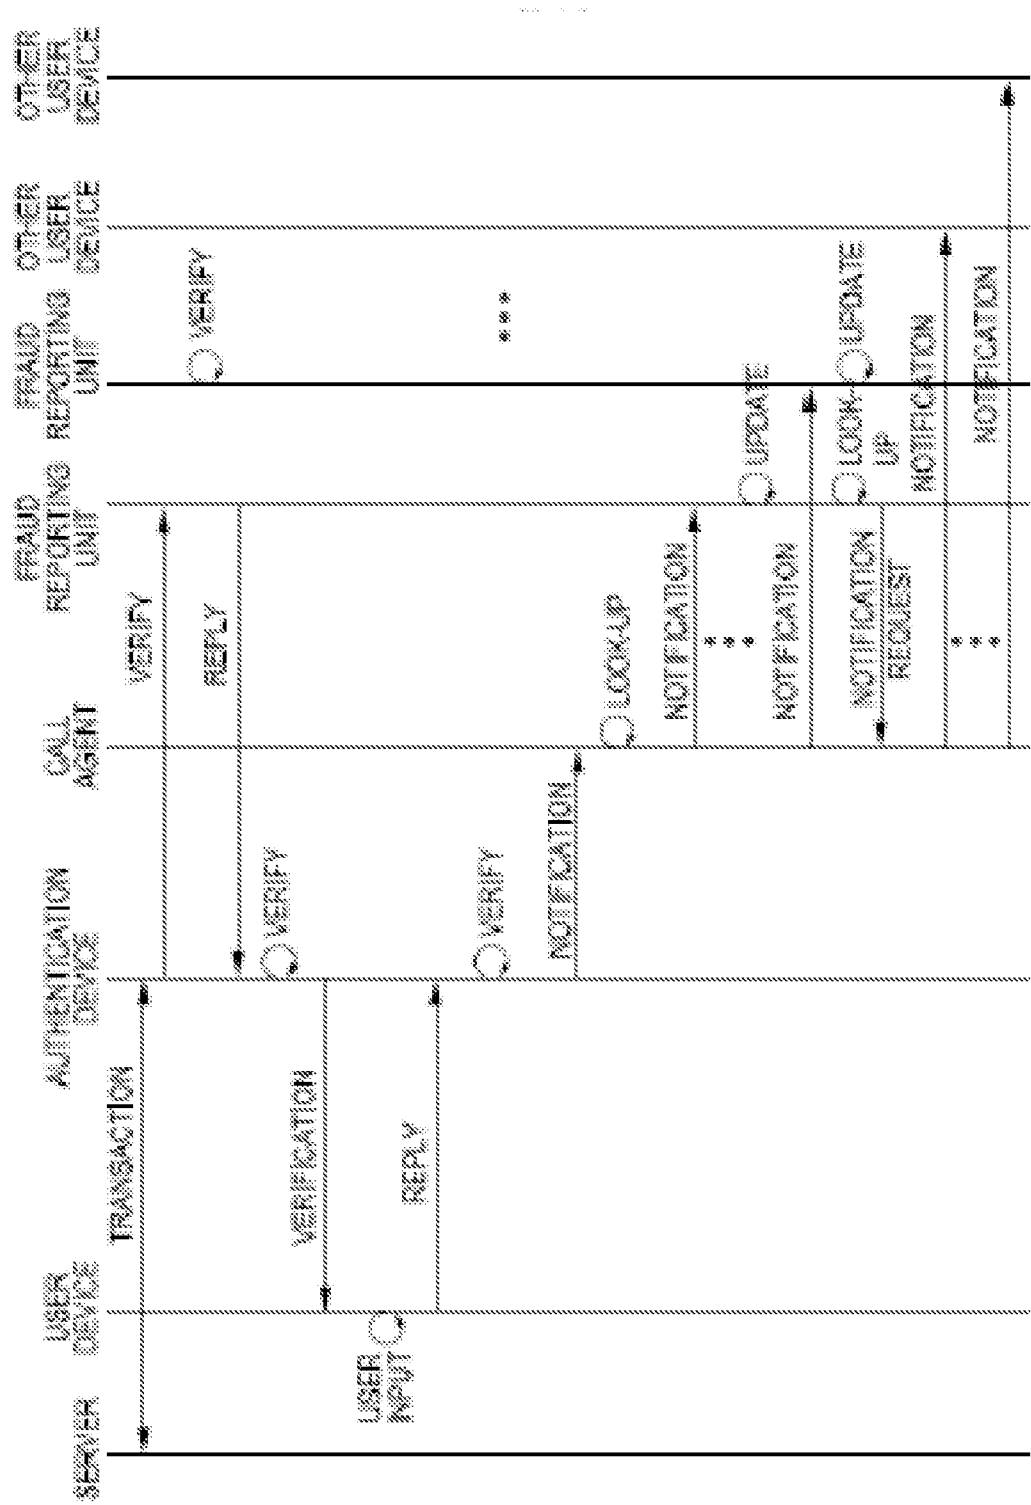 SERVER
USER
DEVICE
AUTHENTICATION
DEVICE
CALL
AGENT
FRAUD
REPORTING
UNIT
FRAUD
REPORTING
UNIT
OTHER
USER
DEVICE
OTHER
USER
DEVICE
TRANSACTION
VERIFY
VERIFY
REPLY
VERIFY
VERIFICATION
USER
INPUT
REPLY
VERIFY
NOTIFICATION
LOOK-UP
NOTIFICATION
UPDATE
NOTIFICATION
LOOK-
UP
UPDATE
NOTIFICATION
REQUEST
NOTIFICATION
NOTIFICATION